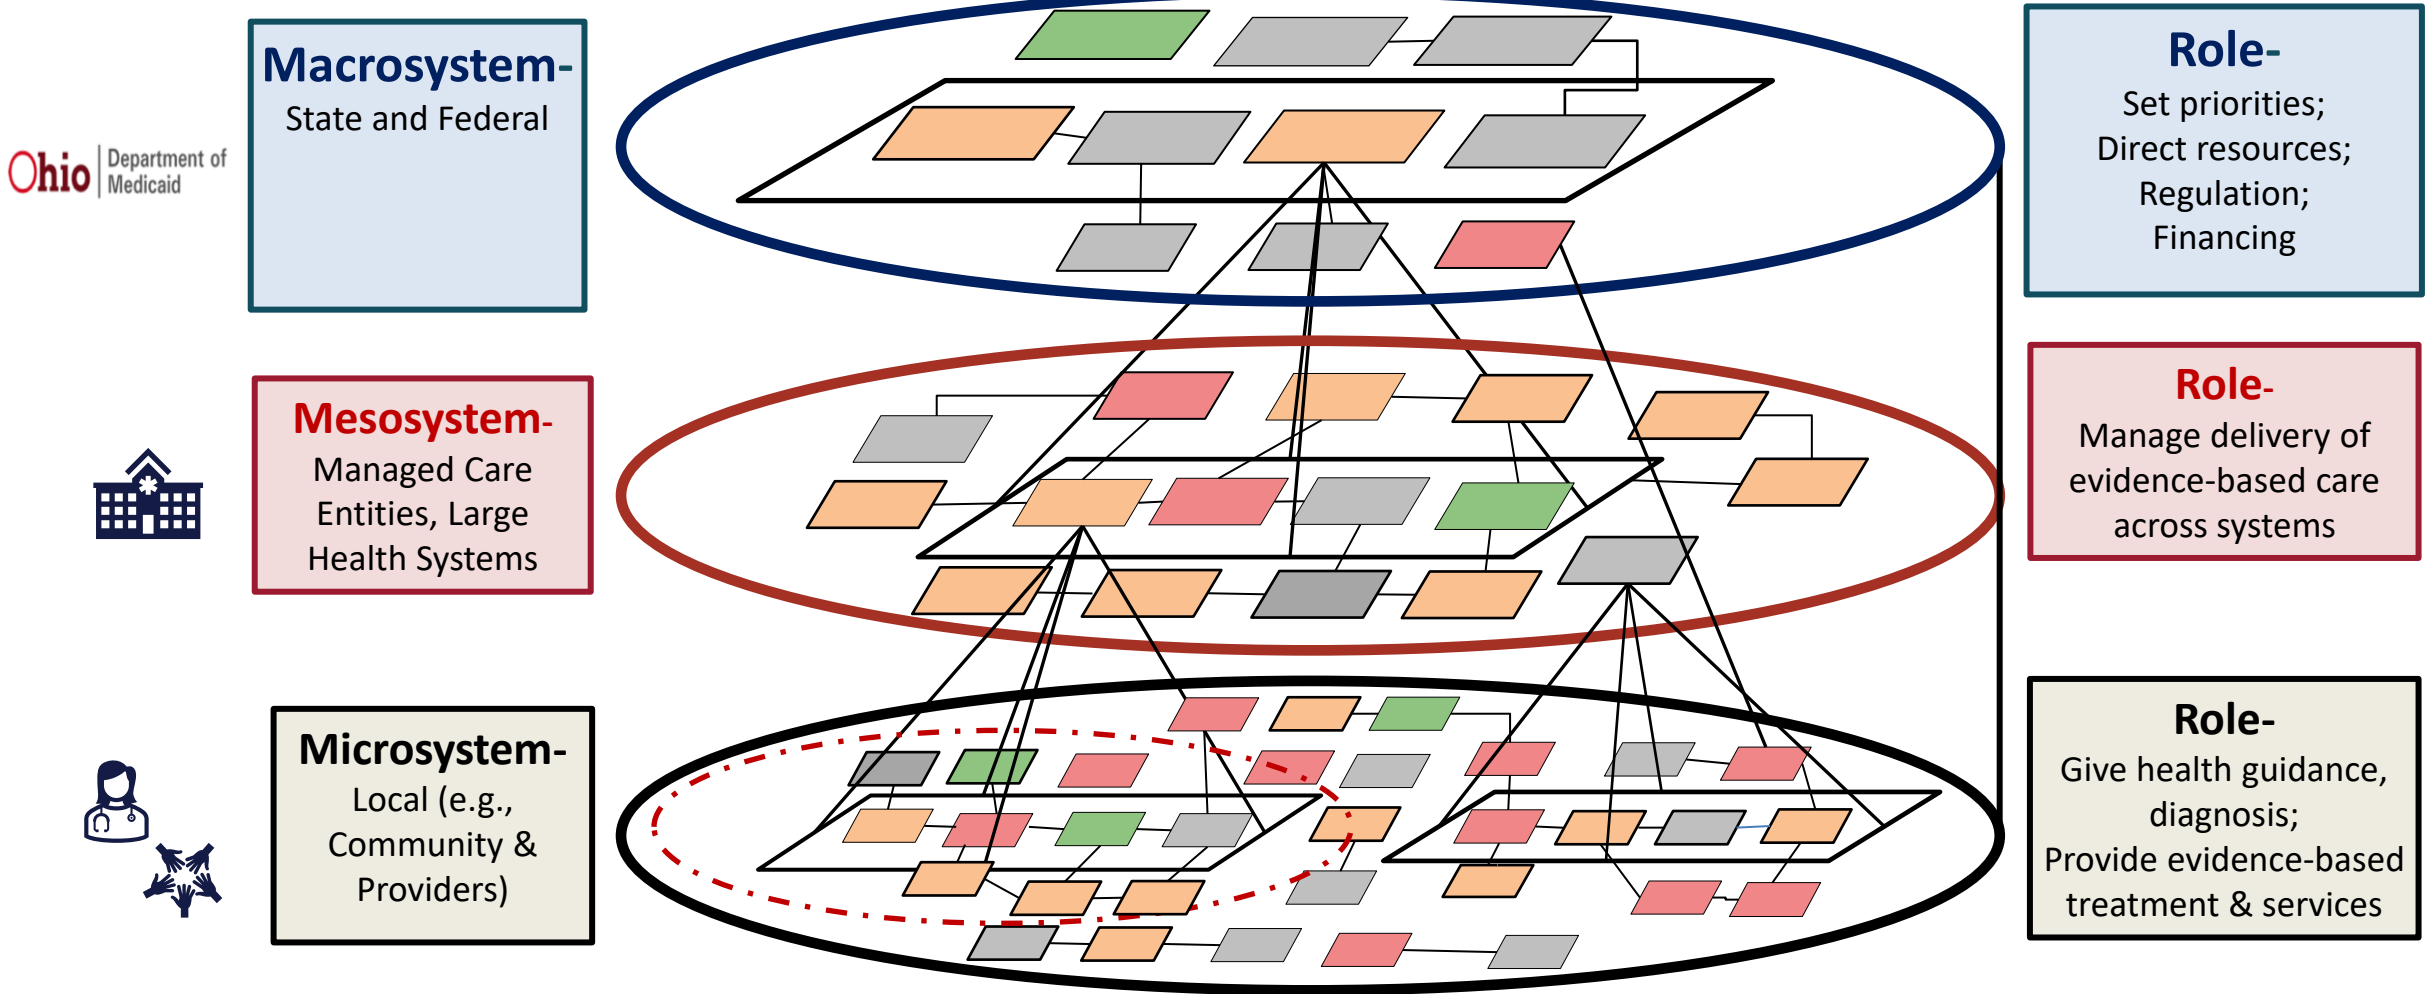 Macrosystem-
State and Federal
Ohio
Department of
Medicaid
Role-
Set priorities;
Direct resources;
Regulation;
Financing
Mesosystem-
Managed Care
Entities, Large
Health Systems
Role-
Manage delivery of
evidence-based care
across systems
Microsystem-
Local (e.g.,
Community &
Providers)
Role-
Give health guidance,
diagnosis;
Provide evidence-based
treatment & services